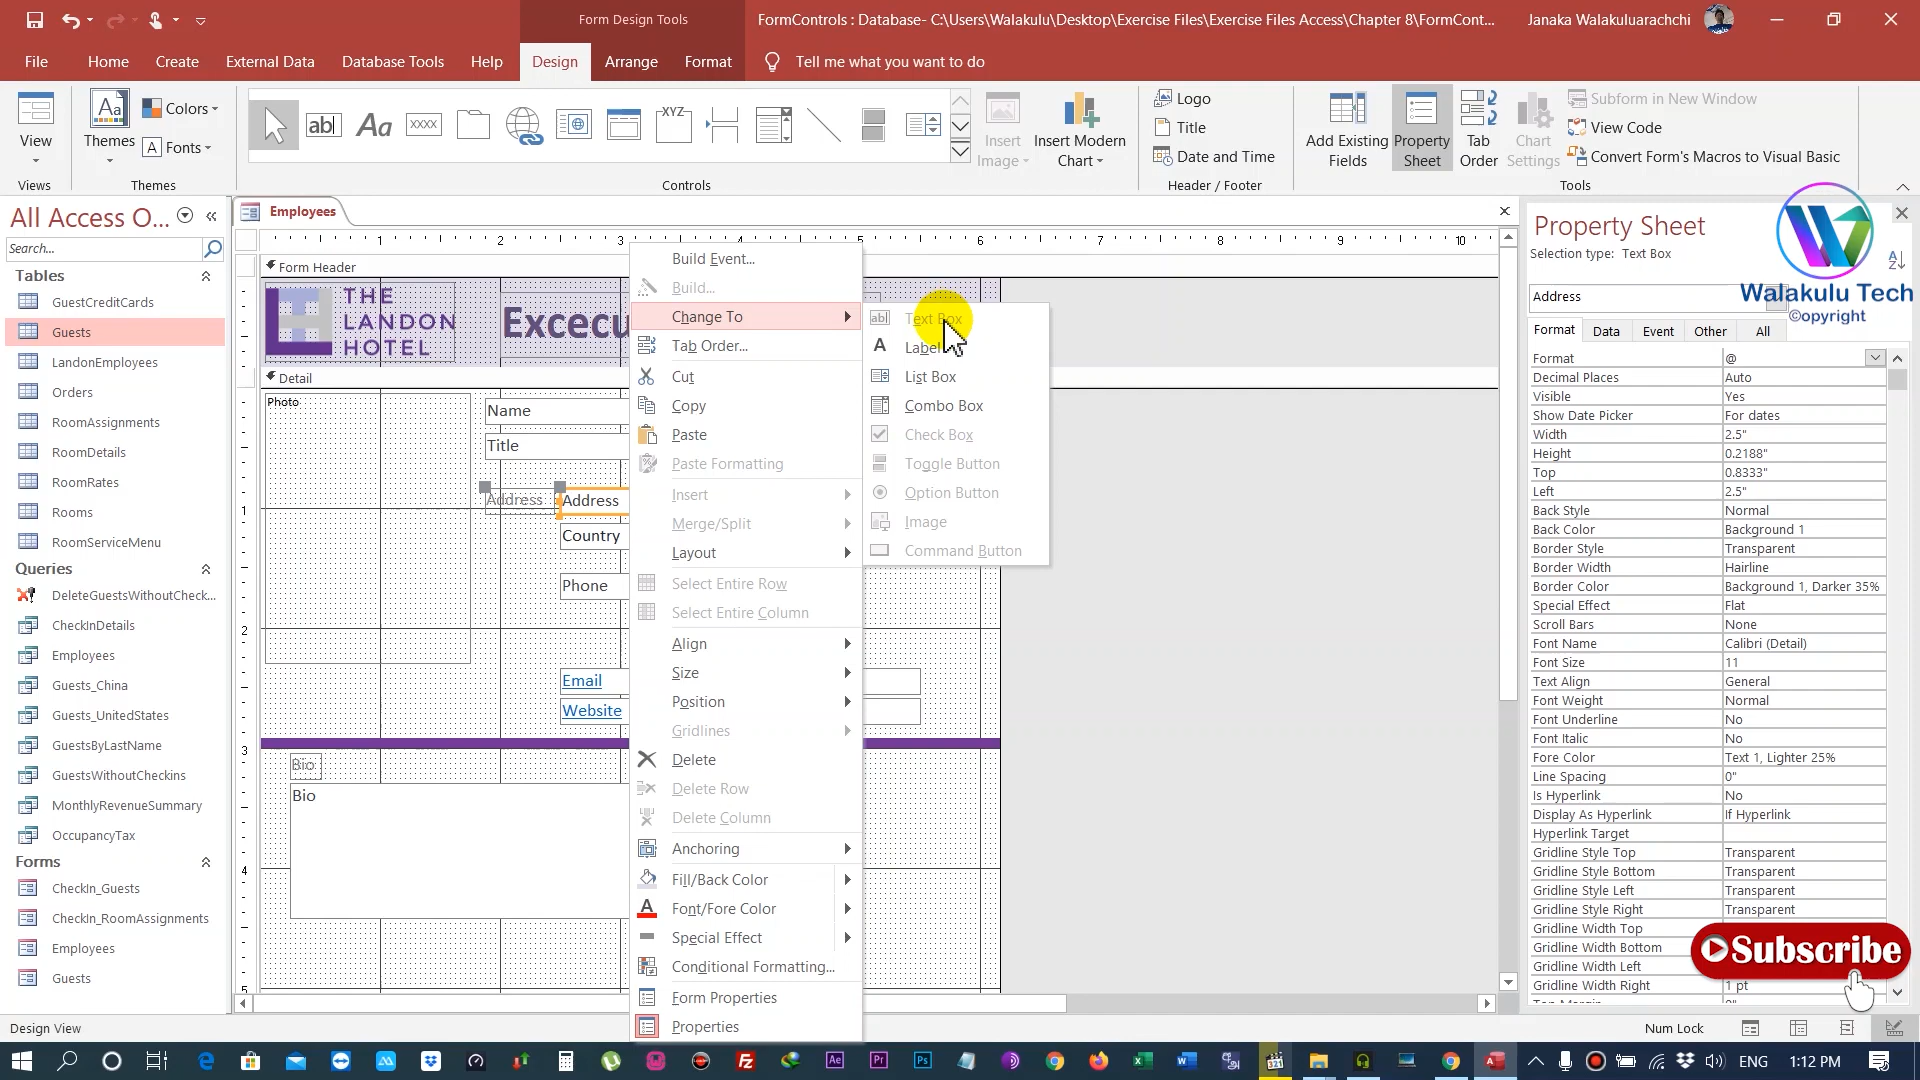 Form Design Tools
FormControls : Database- C:\Users\Walakulu\Desktop\Exercise Files\Exercise Files Access\Chapter 8\FormCont...
Janaka Walakuluarachchi
File
Home
Create
External Data
Database Tools
Help
Design
Arrange
Format
Tell me what you want to do
View
Views
Themes
Colors
Fonts
Themes
Controls
Insert Image
Insert Modern Chart
Logo
Title
Date and Time
Header / Footer
Add Existing Fields
Property Sheet
Tab Order
Chart Settings
Subform in New Window
View Code
Convert Form's Macros to Visual Basic
Tools
All Access O...
Search...
Tables
GuestCreditCards
Guests
LandonEmployees
Orders
RoomAssignments
RoomDetails
RoomRates
Rooms
RoomServiceMenu
Queries
DeleteGuestsWithoutCheck...
CheckInDetails
Employees
Guests_China
Guests_UnitedStates
GuestsByLastName
GuestsWithoutCheckins
MonthlyRevenueSummary
OccupancyTax
Forms
CheckIn_Guests
CheckIn_RoomAssignments
Employees
Guests
Employees
Form Header
THE
LANDON
HOTEL
Excecu
Detail
Photo
Name
Title
Address
Address
Country
Phone
Email
Website
Bio
Bio
Build Event...
Build...
Change To
Tab Order...
Cut
Copy
Paste
Paste Formatting
Insert
Merge/Split
Layout
Select Entire Row
Select Entire Column
Align
Size
Position
Gridlines
Delete
Delete Row
Delete Column
Anchoring
Fill/Back Color
Font/Fore Color
Special Effect
Conditional Formatting...
Form Properties
Properties
Text Box
Label
List Box
Combo Box
Check Box
Toggle Button
Option Button
Image
Command Button
Property Sheet
Selection type: Text Box
Address
Format
Data
Event
Other
All
Format @
Decimal Places Auto
Visible Yes
Show Date Picker For dates
Width 2.5"
Height 0.2188"
Top 0.8333"
Left 2.5"
Back Style Normal
Back Color Background 1
Border Style Transparent
Border Width Hairline
Border Color Background 1, Darker 35%
Special Effect Flat
Scroll Bars None
Font Name Calibri (Detail)
Font Size 11
Text Align General
Font Weight Normal
Font Underline No
Font Italic No
Fore Color Text 1, Lighter 25%
Line Spacing 0"
Is Hyperlink No
Display As Hyperlink If Hyperlink
Hyperlink Target
Gridline Style Top Transparent
Gridline Style Bottom Transparent
Gridline Style Left Transparent
Gridline Style Right Transparent
Gridline Width Top
Gridline Width Bottom
Gridline Width Left
Gridline Width Right 1 pt
Walakulu Tech
©opyright
Subscribe
Design View
Num Lock
ENG
1:12 PM